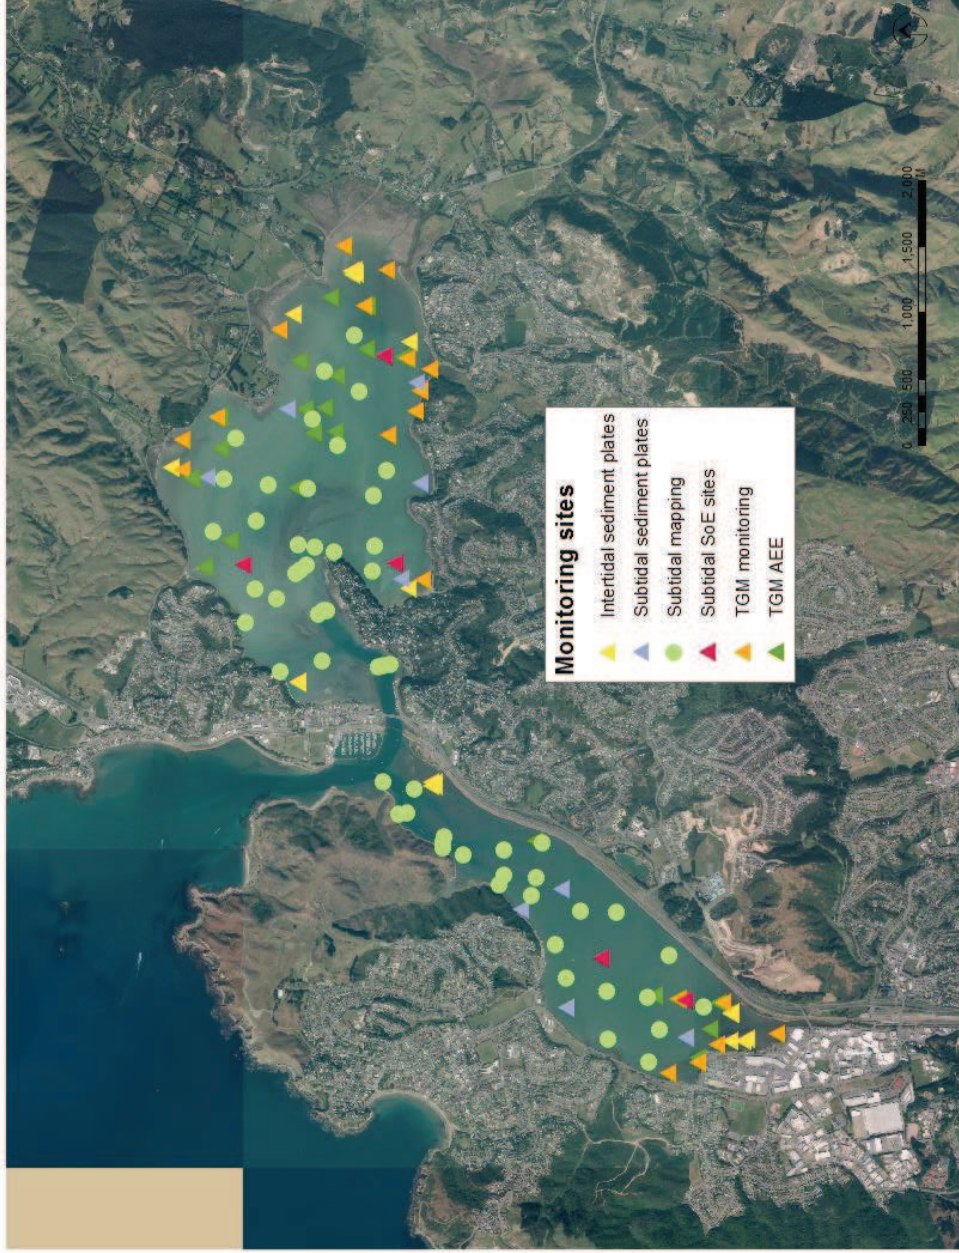 Monitoring sites
Intertidal sediment plates
Subtidal sediment plates
Subtidal mapping
Subtidal SoE sites
TGM monitoring
TGM AEE
0 250 500 1,000 1,500 2,000
M